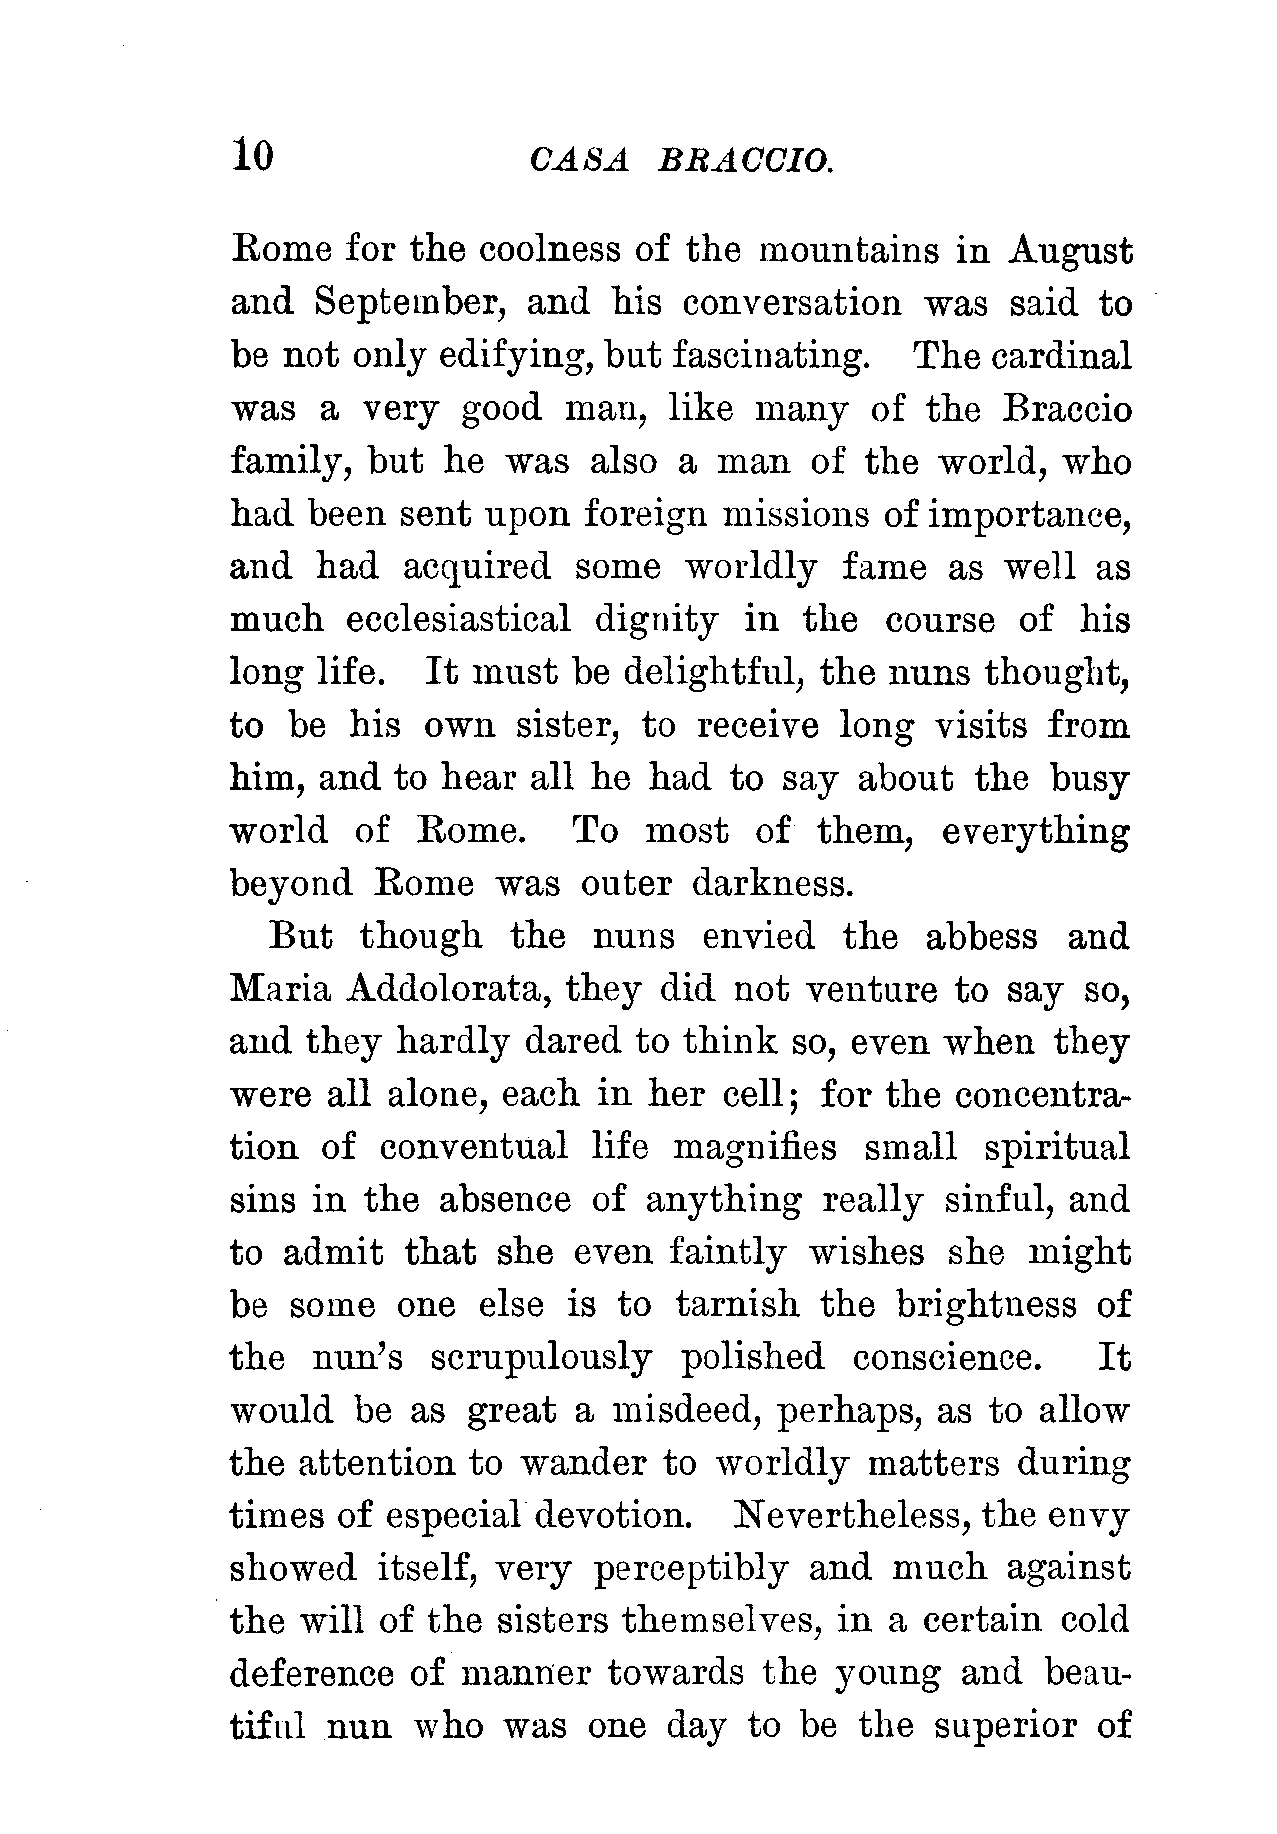 10 CASA BRACCIO.
Rome for the coolness of the mountains in August
and September, and his conversation was said to
be not only edifying, but fascinating. The cardinal
was a very good man, like many of the Braccio
family, but he was also a man of the world, who
had been sent upon foreign missions of importance,
and had acquired some worldly fame as well as
much ecclesiastical dignity in the course of his
long life. It must be delightful, the nuns thought,
to be his own sister, to receive long visits from
him, and to hear all he had to say about the busy
world of Rome. To most of them, everything
beyond Rome was outer darkness.
But though the nuns envied the abbess and
Maria Addolorata, they did not venture to say so,
and they hardly dared to think so, even when they
were all alone, each in her cell; for the concentra-
tion of conventual life magnifies small spiritual
sins in the absence of anything really sinful, and
to admit that she even faintly wishes she might
be some one else is to tarnish the brightness of
the nun's scrupulously polished conscience. It
would be as great a misdeed, perhaps, as to allow
the attention to wander to worldly matters during
times of especial devotion. Nevertheless, the envy
showed itself, very perceptibly and much against
the will of the sisters themselves, in a certain cold
deference of manner towards the young and beau-
tiful nun who was one day to be the superior of